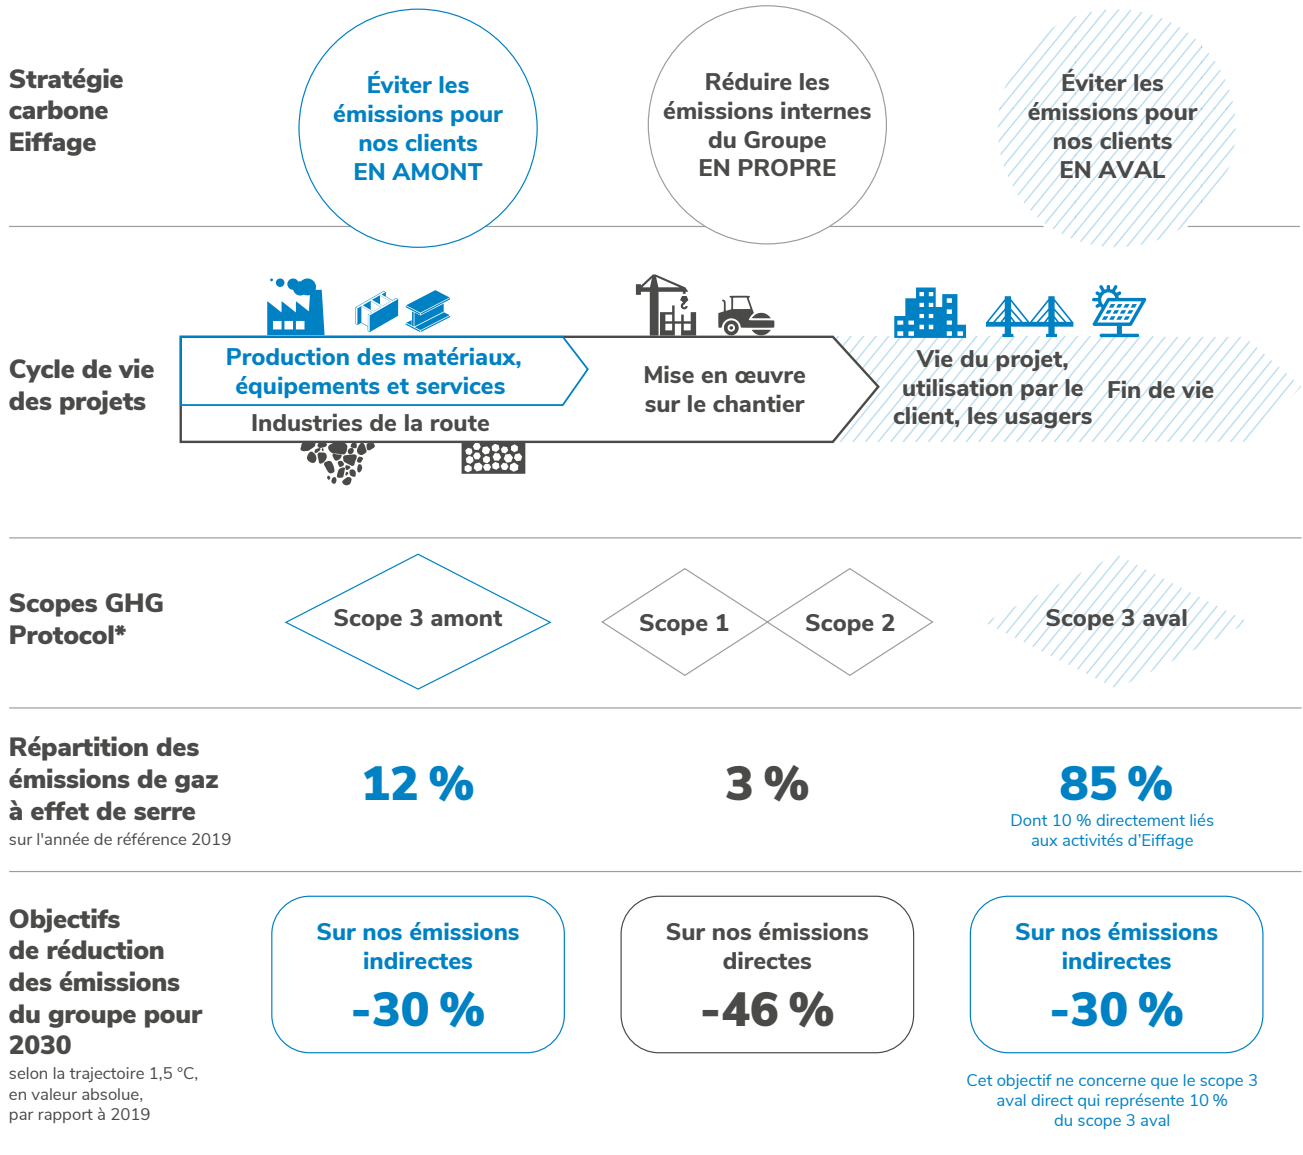 Stratégie
carbone
Eiffage
Éviter les
émissions pour
nos clients
EN AMONT
Réduire les
émissions internes
du Groupe
EN PROPRE
Éviter les
émissions pour
nos clients
EN AVAL
Cycle de vie
des projets
Production des matériaux,
équipements et services
Industries de la route
Mise en œuvre
sur le chantier
Vie du projet,
utilisation par le
client, les usagers
Fin de vie
Scopes GHG
Protocol*
Scope 3 amont
Scope 1
Scope 2
Scope 3 aval
Répartition des
émissions de gaz
à effet de serre
sur l'année de référence 2019
12 %
3 %
85 %
Dont 10 % directement liés
aux activités d’Eiffage
Objectifs
de réduction
des émissions
du groupe pour
2030
selon la trajectoire 1,5 °C,
en valeur absolue,
par rapport à 2019
Sur nos émissions
indirectes
-30 %
Sur nos émissions
directes
-46 %
Sur nos émissions
indirectes
-30 %
Cet objectif ne concerne que le scope 3
aval direct qui représente 10 %
du scope 3 aval